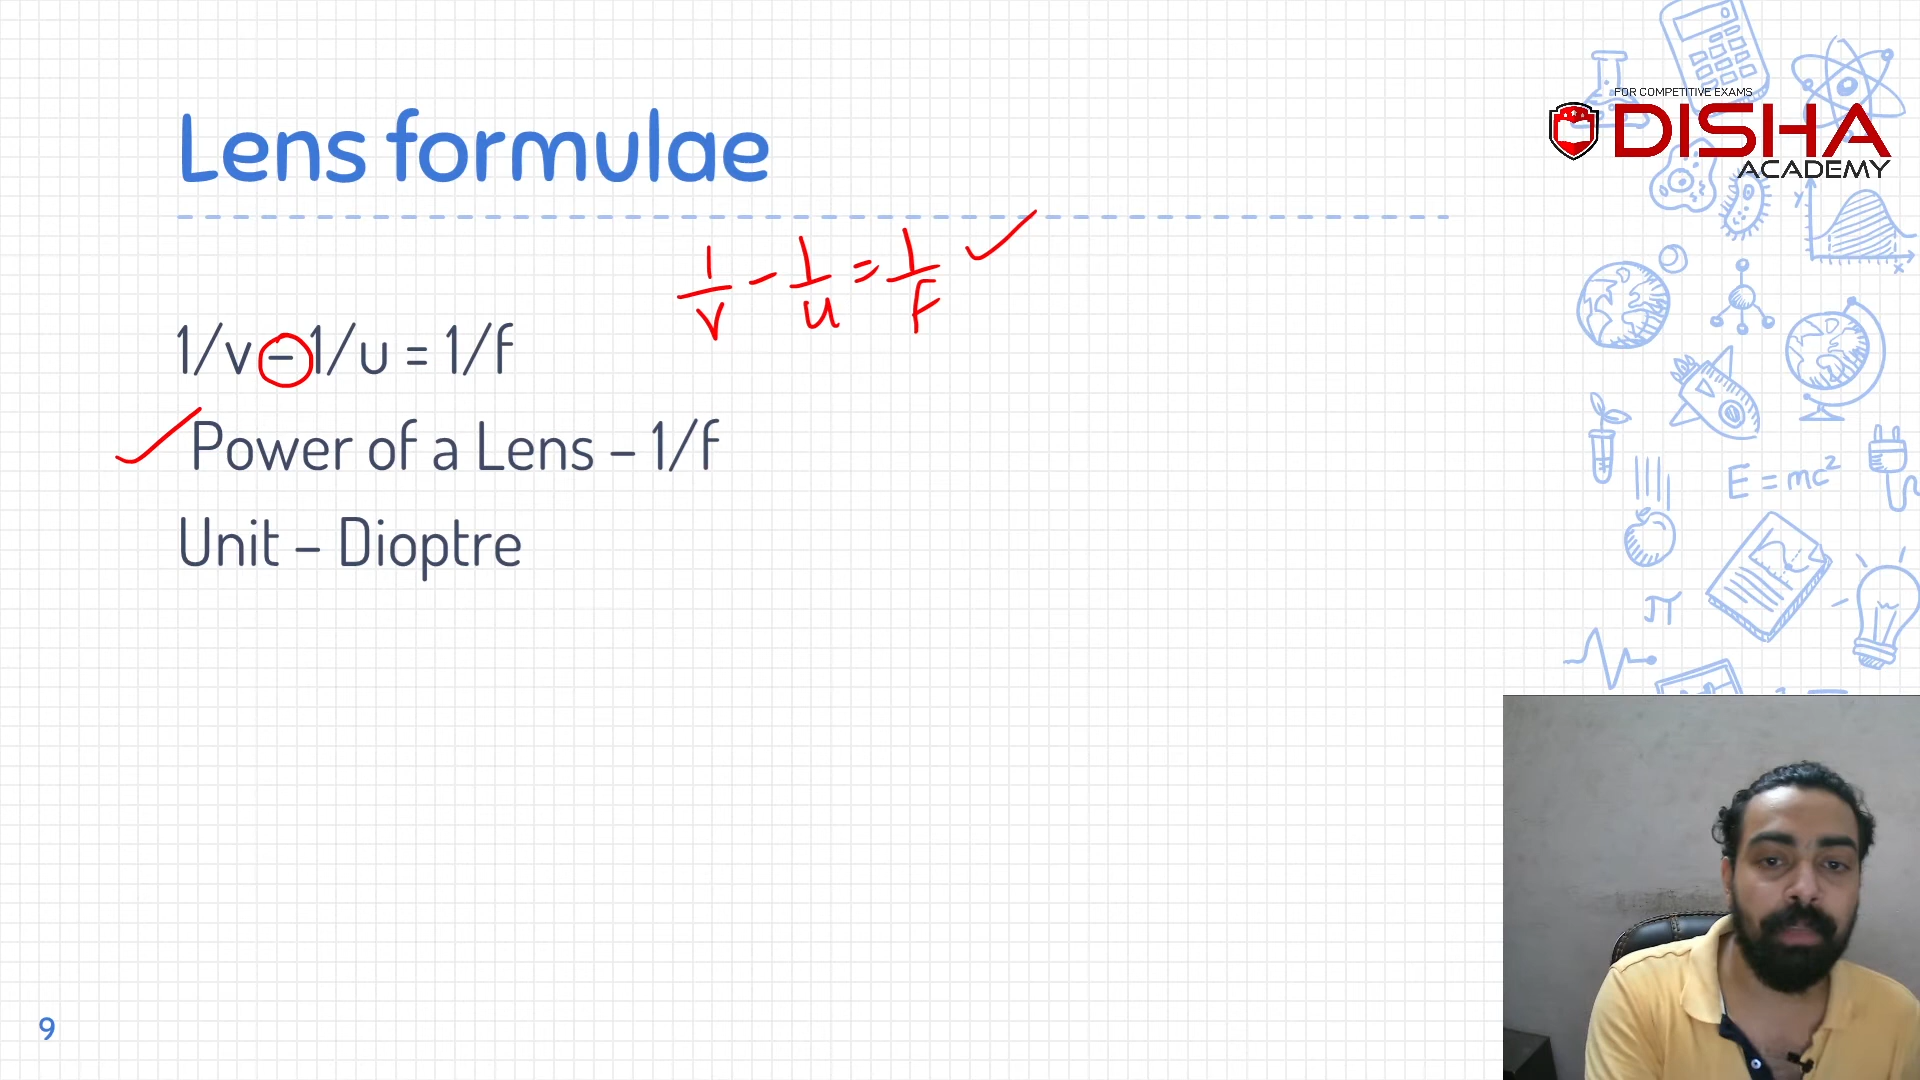 Lens formulae
FOR COMPETITIVE EXAMS
DISHA
ACADEMY
1/v - 1/u = 1/F ✓
1/v – 1/u = 1/f
✓ Power of a Lens – 1/f
Unit – Dioptre
E = mc²
π
y
x
9